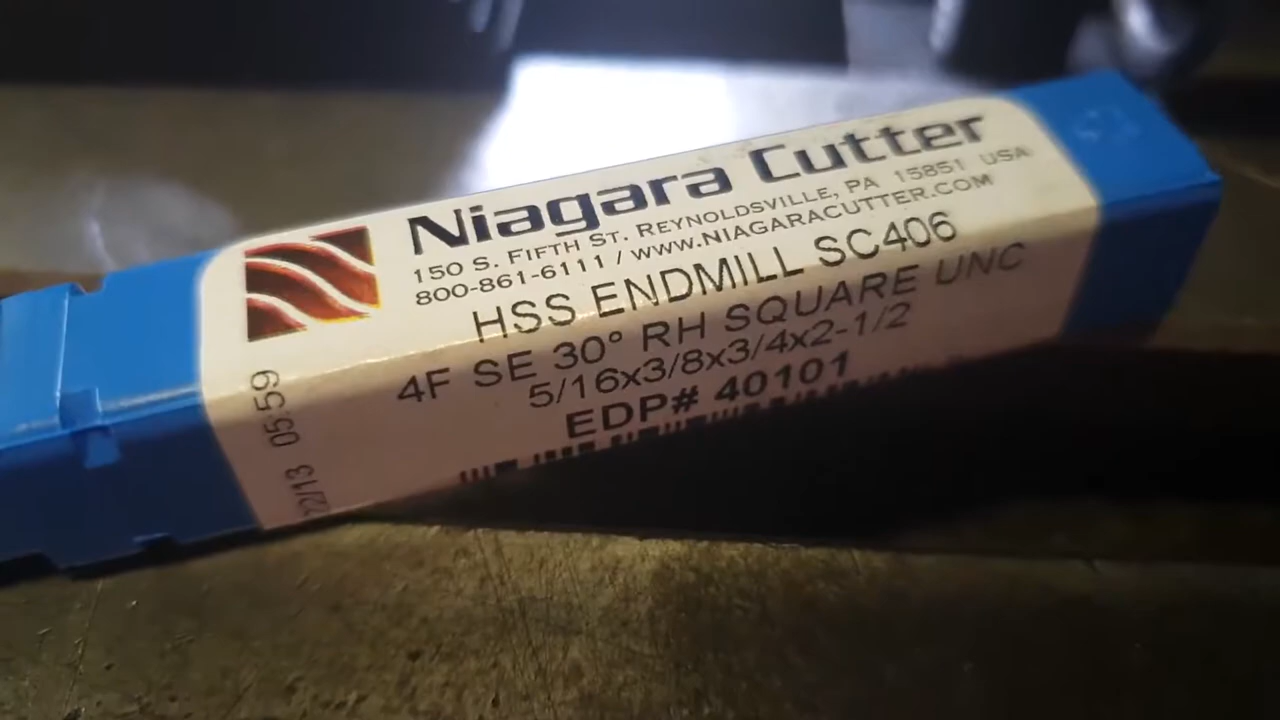 Niagara Cutter
150 S. FIFTH ST. REYNOLDSVILLE, PA 15851 USA
800-861-6111 / WWW.NIAGARACUTTER.COM
HSS ENDMILL SC406
4F SE 30° RH SQUARE UNC
5/16x3/8x3/4x2-1/2
EDP# 40101
22/13 05:59